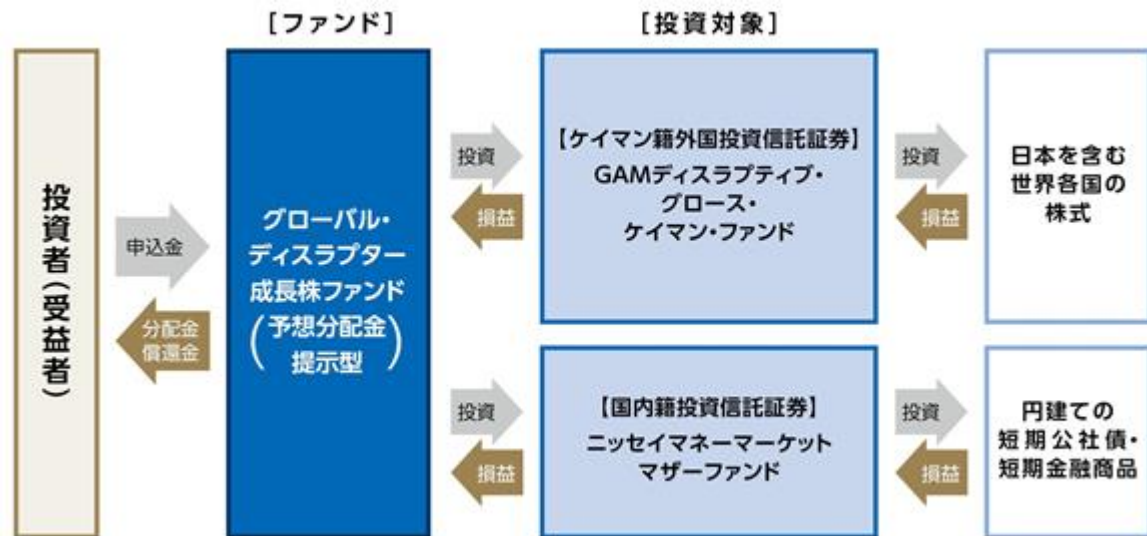 [ファンド]
[投資対象]
投資者(受益者)
申込金
分配金
償還金
グローバル・
ディスラプター
成長株ファンド
(予想分配金
提示型)
投資
損益
【ケイマン籍外国投資信託証券】
GAMディスラプティブ・
グロース・
ケイマン・ファンド
投資
損益
日本を含む
世界各国の
株式
投資
損益
【国内籍投資信託証券】
ニッセイマネーマーケット
マザーファンド
投資
損益
円建ての
短期公社債・
短期金融商品